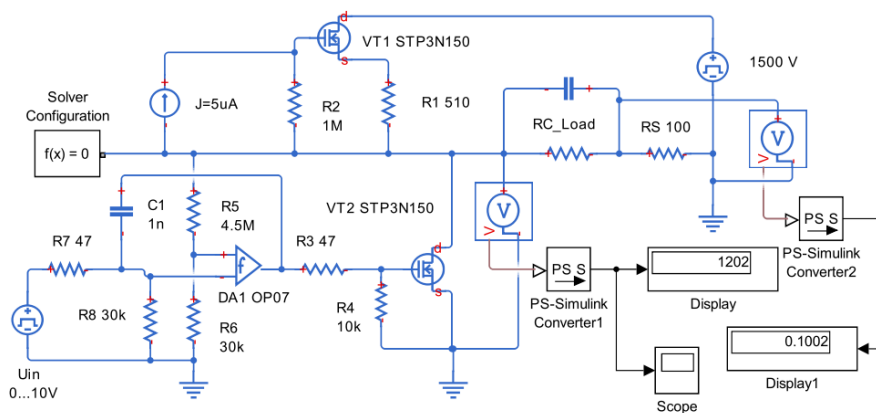 d
VT1 STP3N150
s
1500 V
Solver
Configuration
f(x) = 0
J=5uA
R2
1M
R1 510
RC_Load
RS 100
V
V
C1
1n
R5
4.5M
VT2 STP3N150
V
V
R7 47
R3 47
f
DA1 OP07
d
s
PS S
PS-Simulink
Converter2
PS S
PS-Simulink
Converter1
1202
Display
R8 30k
R6
30k
R4
10k
Uin
0...10V
0.1002
Display1
Scope